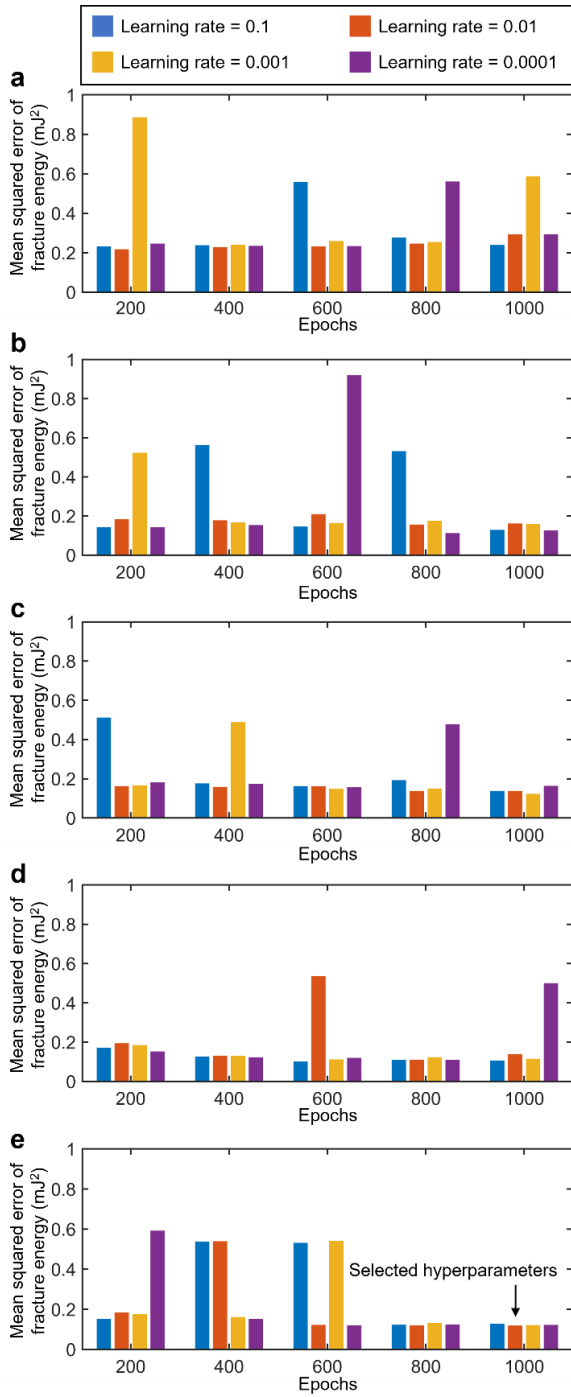 Learning rate = 0.1
Learning rate = 0.01
Learning rate = 0.001
Learning rate = 0.0001
a
Mean squared error of
fracture energy (mJ²)
1
0.8
0.6
0.4
0.2
0
200
400
600
800
1000
Epochs
b
Mean squared error of
fracture energy (mJ²)
1
0.8
0.6
0.4
0.2
0
200
400
600
800
1000
Epochs
c
Mean squared error of
fracture energy (mJ²)
1
0.8
0.6
0.4
0.2
0
200
400
600
800
1000
Epochs
d
Mean squared error of
fracture energy (mJ²)
1
0.8
0.6
0.4
0.2
0
200
400
600
800
1000
Epochs
e
Mean squared error of
fracture energy (mJ²)
1
0.8
0.6
0.4
0.2
0
Selected hyperparameters
200
400
600
800
1000
Epochs